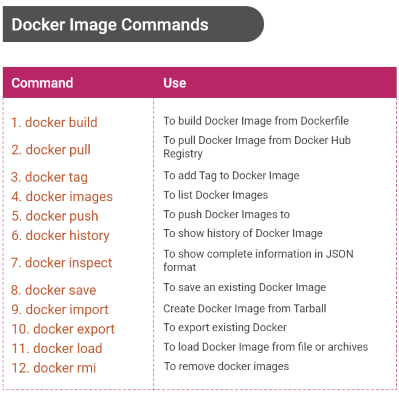 Docker Image Commands
Command Use
1. docker build To build Docker Image from Dockerfile
2. docker pull To pull Docker Image from Docker Hub
Registry
3. docker tag To add Tag to Docker Image
4. docker images To list Docker Images
5. docker push To push Docker Images to
6. docker history To show history of Docker Image
7. docker inspect To show complete information in JSON
format
8. docker save To save an existing Docker Image
9. docker import Create Docker Image from Tarball
10. docker export To export existing Docker
11. docker load To load Docker Image from file or archives
12. docker rmi To remove docker images